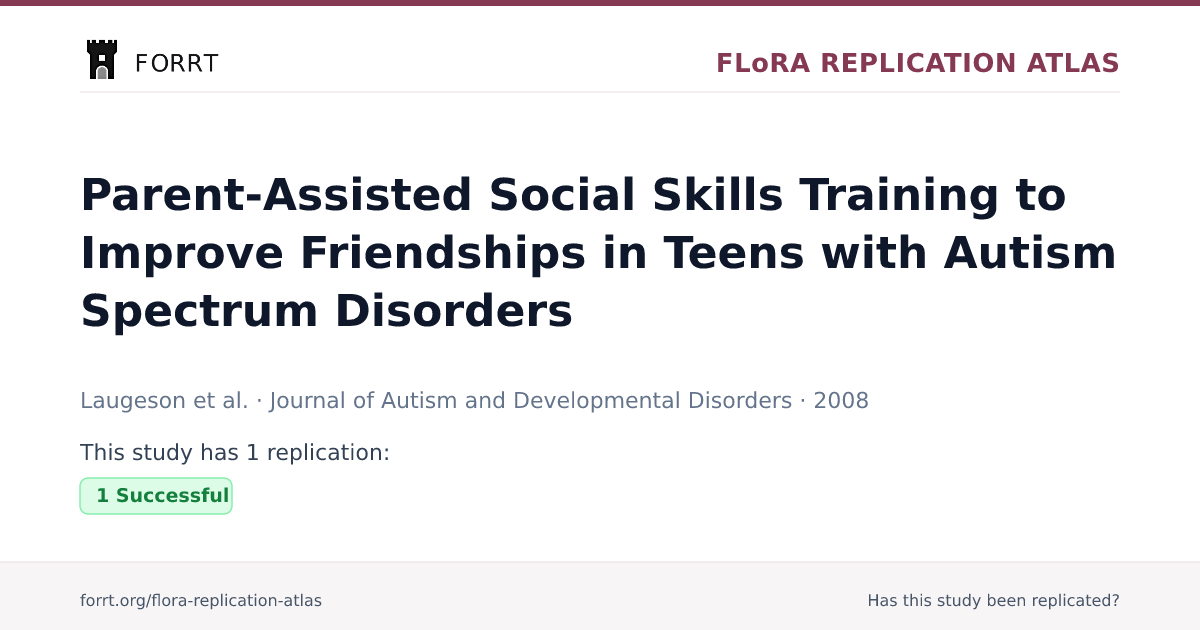 FORRT
FLoRA REPLICATION ATLAS
Parent-Assisted Social Skills Training to
Improve Friendships in Teens with Autism
Spectrum Disorders
Laugeson et al. · Journal of Autism and Developmental Disorders · 2008
This study has 1 replication:
1 Successful
forrt.org/flora-replication-atlas
Has this study been replicated?